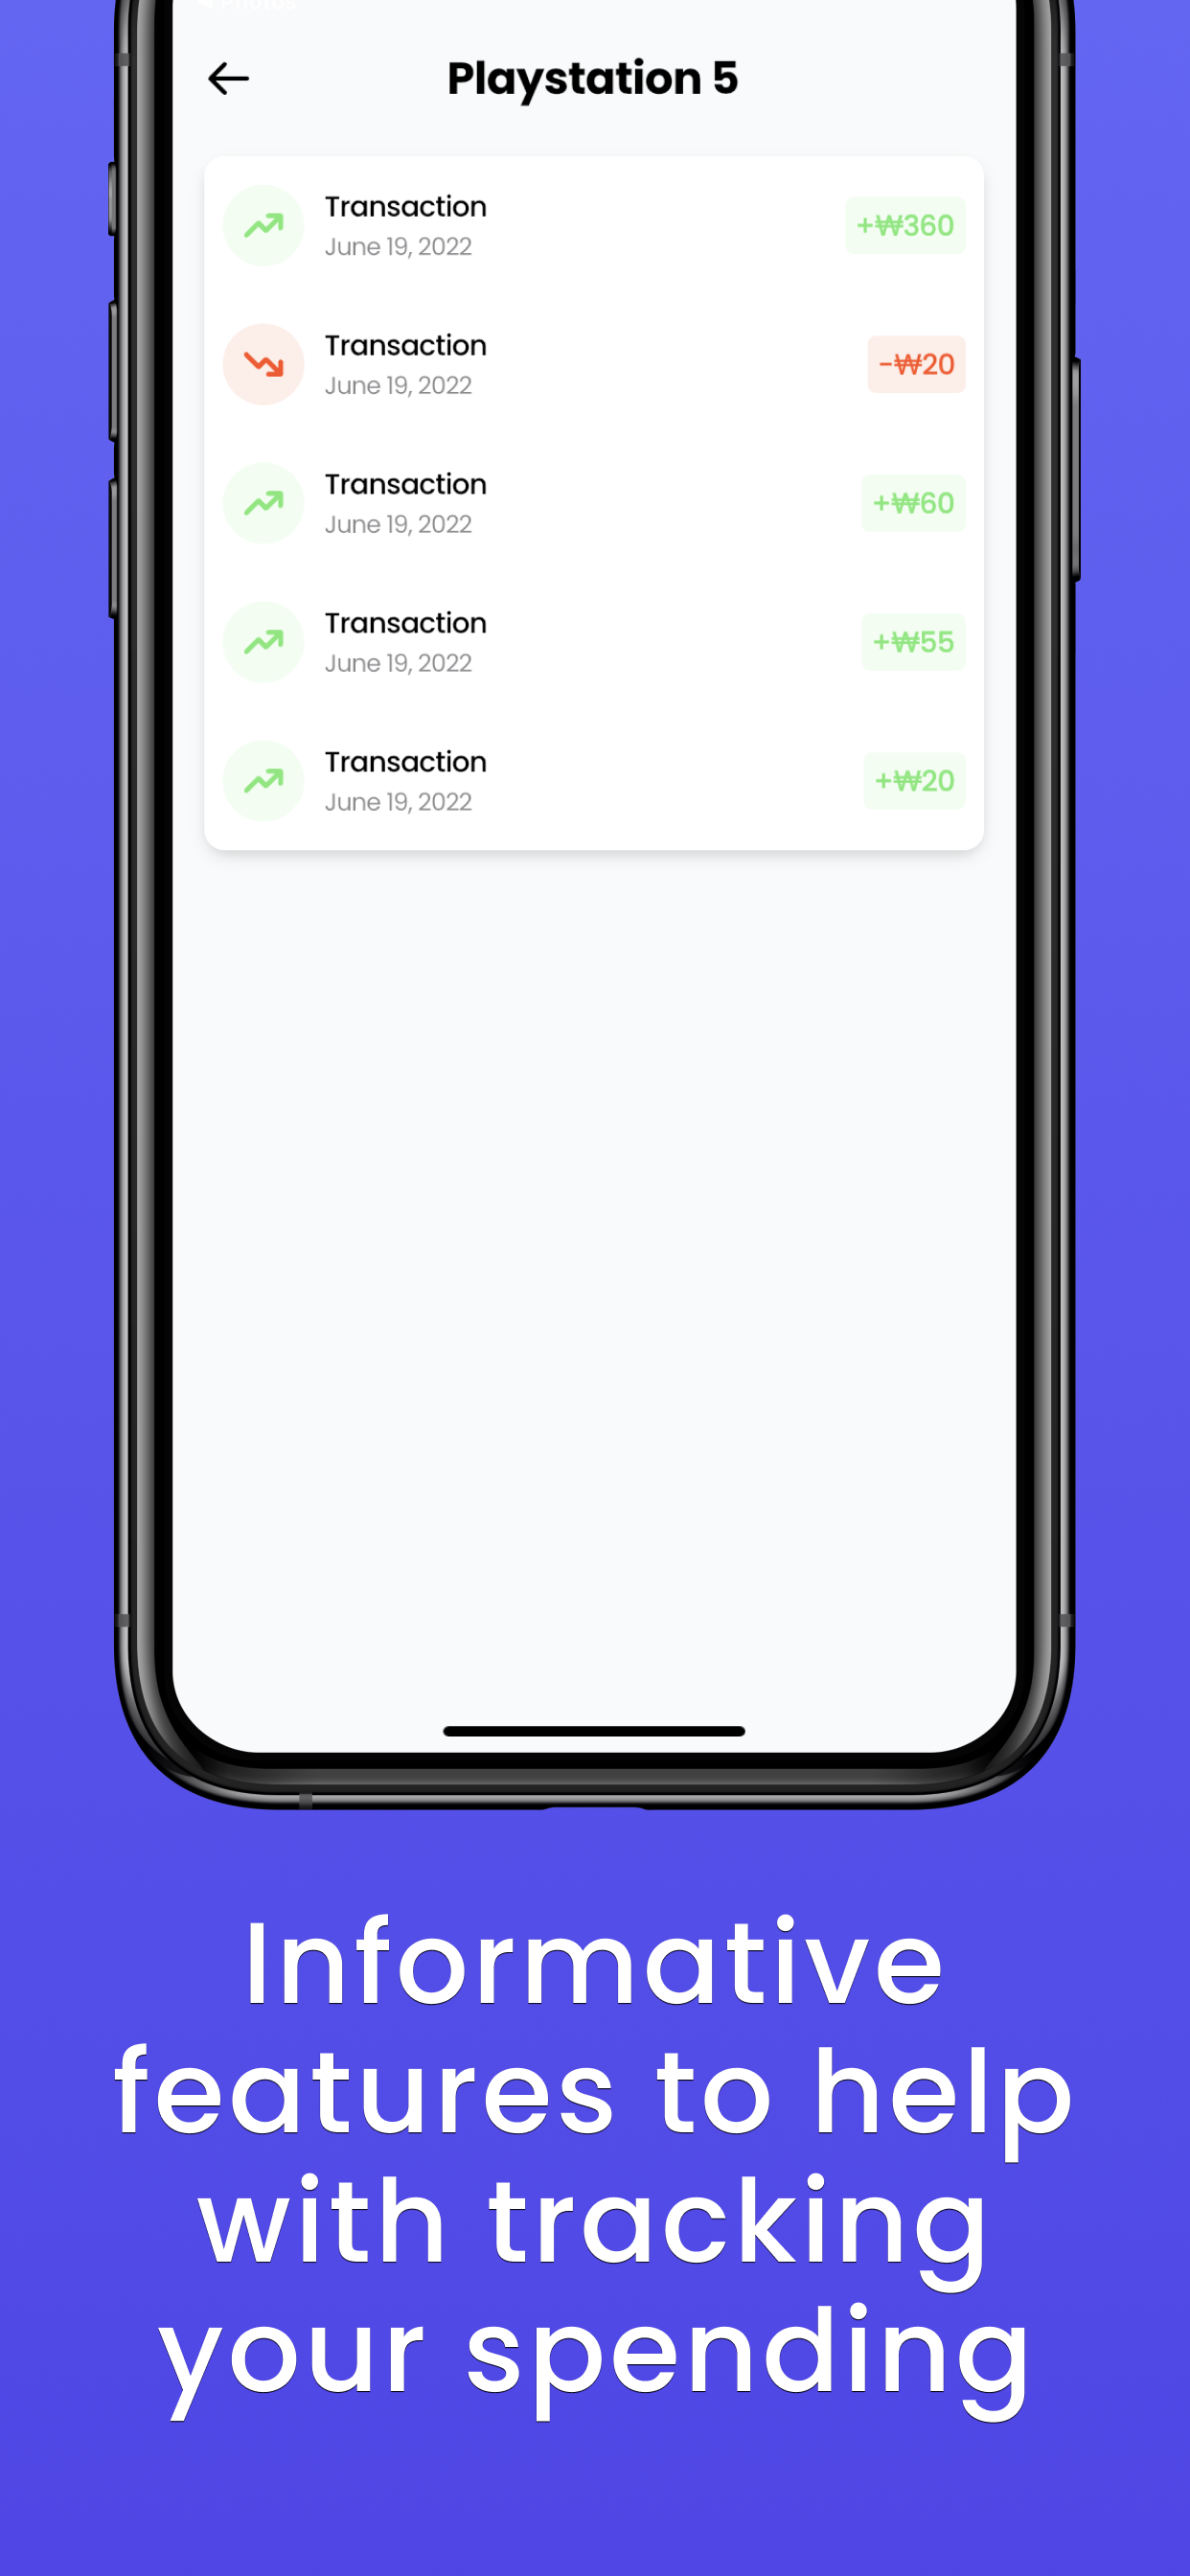 Playstation 5
Transaction
June 19, 2022
+₩360
Transaction
June 19, 2022
-₩20
Transaction
June 19, 2022
+₩60
Transaction
June 19, 2022
+₩55
Transaction
June 19, 2022
+₩20
Informative
features to help
with tracking
your spending